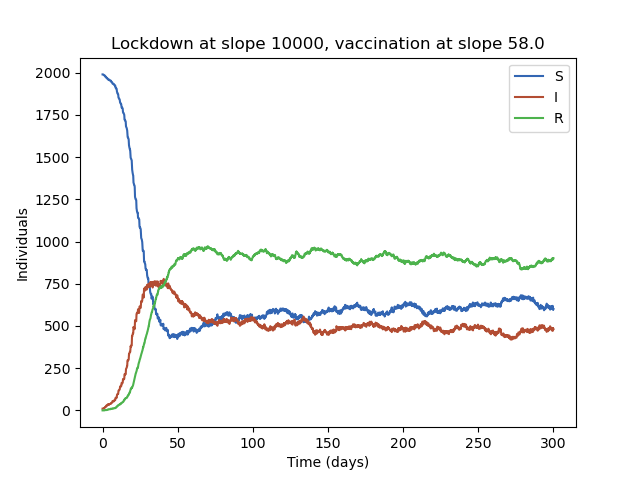 Lockdown at slope 10000, vaccination at slope 58.0
2000
1750
1500
1250
1000
750
500
250
0
Individuals
S
I
R
0 50 100 150 200 250 300
Time (days)